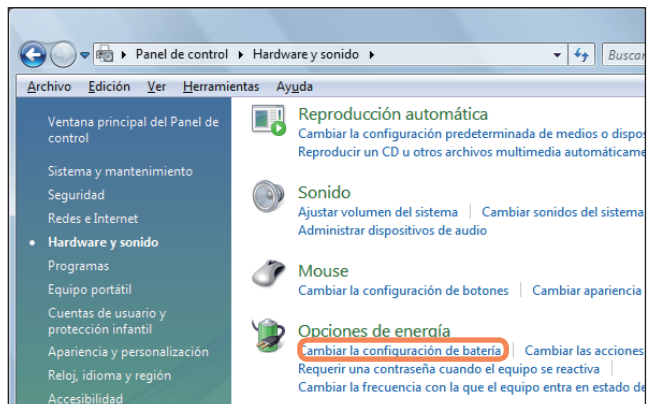 Panel de control Hardware y sonido Buscar
Archivo Edición Ver Herramientas Ayuda
Ventana principal del Panel de
control
Sistema y mantenimiento
Seguridad
Redes e Internet
Hardware y sonido
Programas
Equipo portátil
Cuentas de usuario y
protección infantil
Apariencia y personalización
Reloj, idioma y región
Accesibilidad
Reproducción automática
Cambiar la configuración predeterminada de medios o dispos
Reproducir un CD u otros archivos multimedia automáticame
Sonido
Ajustar volumen del sistema Cambiar sonidos del sistema
Administrar dispositivos de audio
Mouse
Cambiar la configuración de botones Cambiar apariencia
Opciones de energía
Cambiar la configuración de batería Cambiar las acciones
Requerir una contraseña cuando el equipo se reactiva
Cambiar la frecuencia con la que el equipo entra en estado de